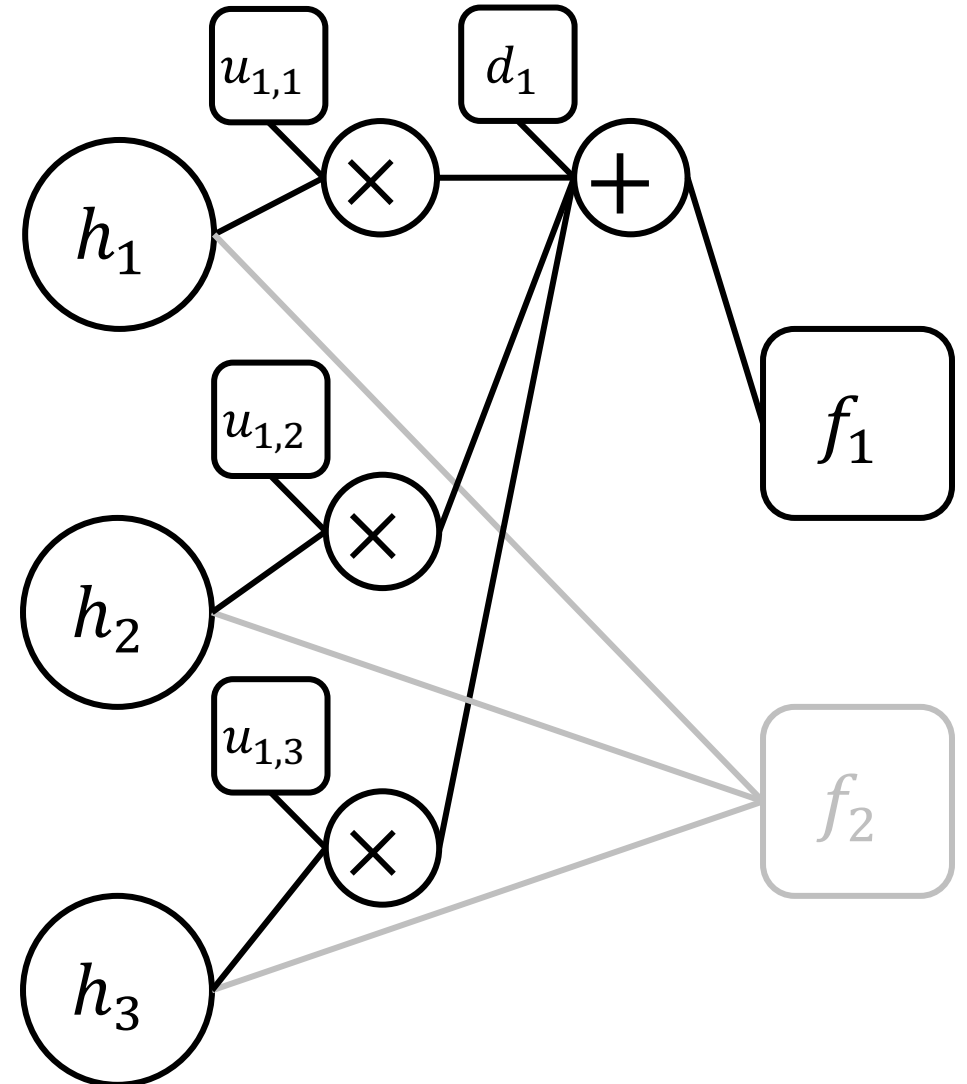 u₁,₁
d₁
×
+
h₁
f₁
u₁,₂
×
h₂
u₁,₃
f₂
×
h₃